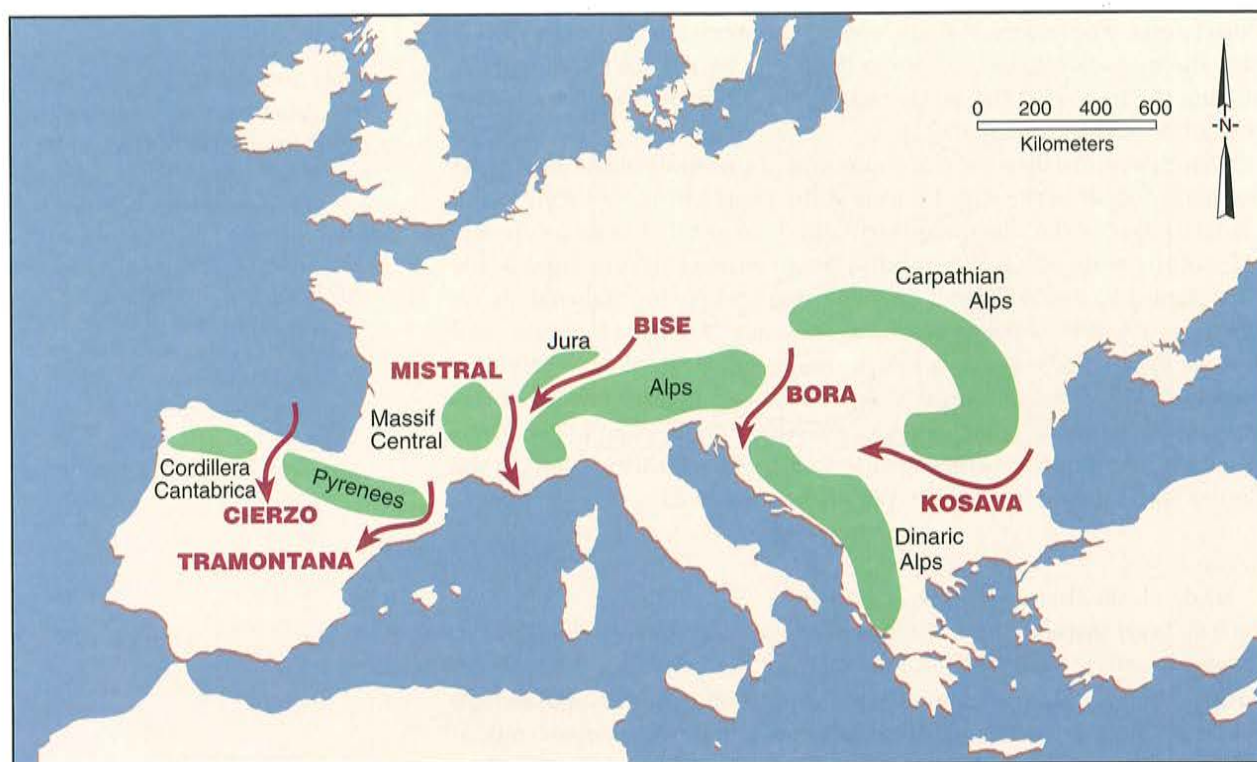 0 200 400 600
Kilometers
-N-
Carpathian
Alps
BISE
Jura
MISTRAL
Alps
BORA
Massif
Central
Cordillera
Cantabrica
Pyrenees
CIERZO
KOSAVA
TRAMONTANA
Dinaric
Alps